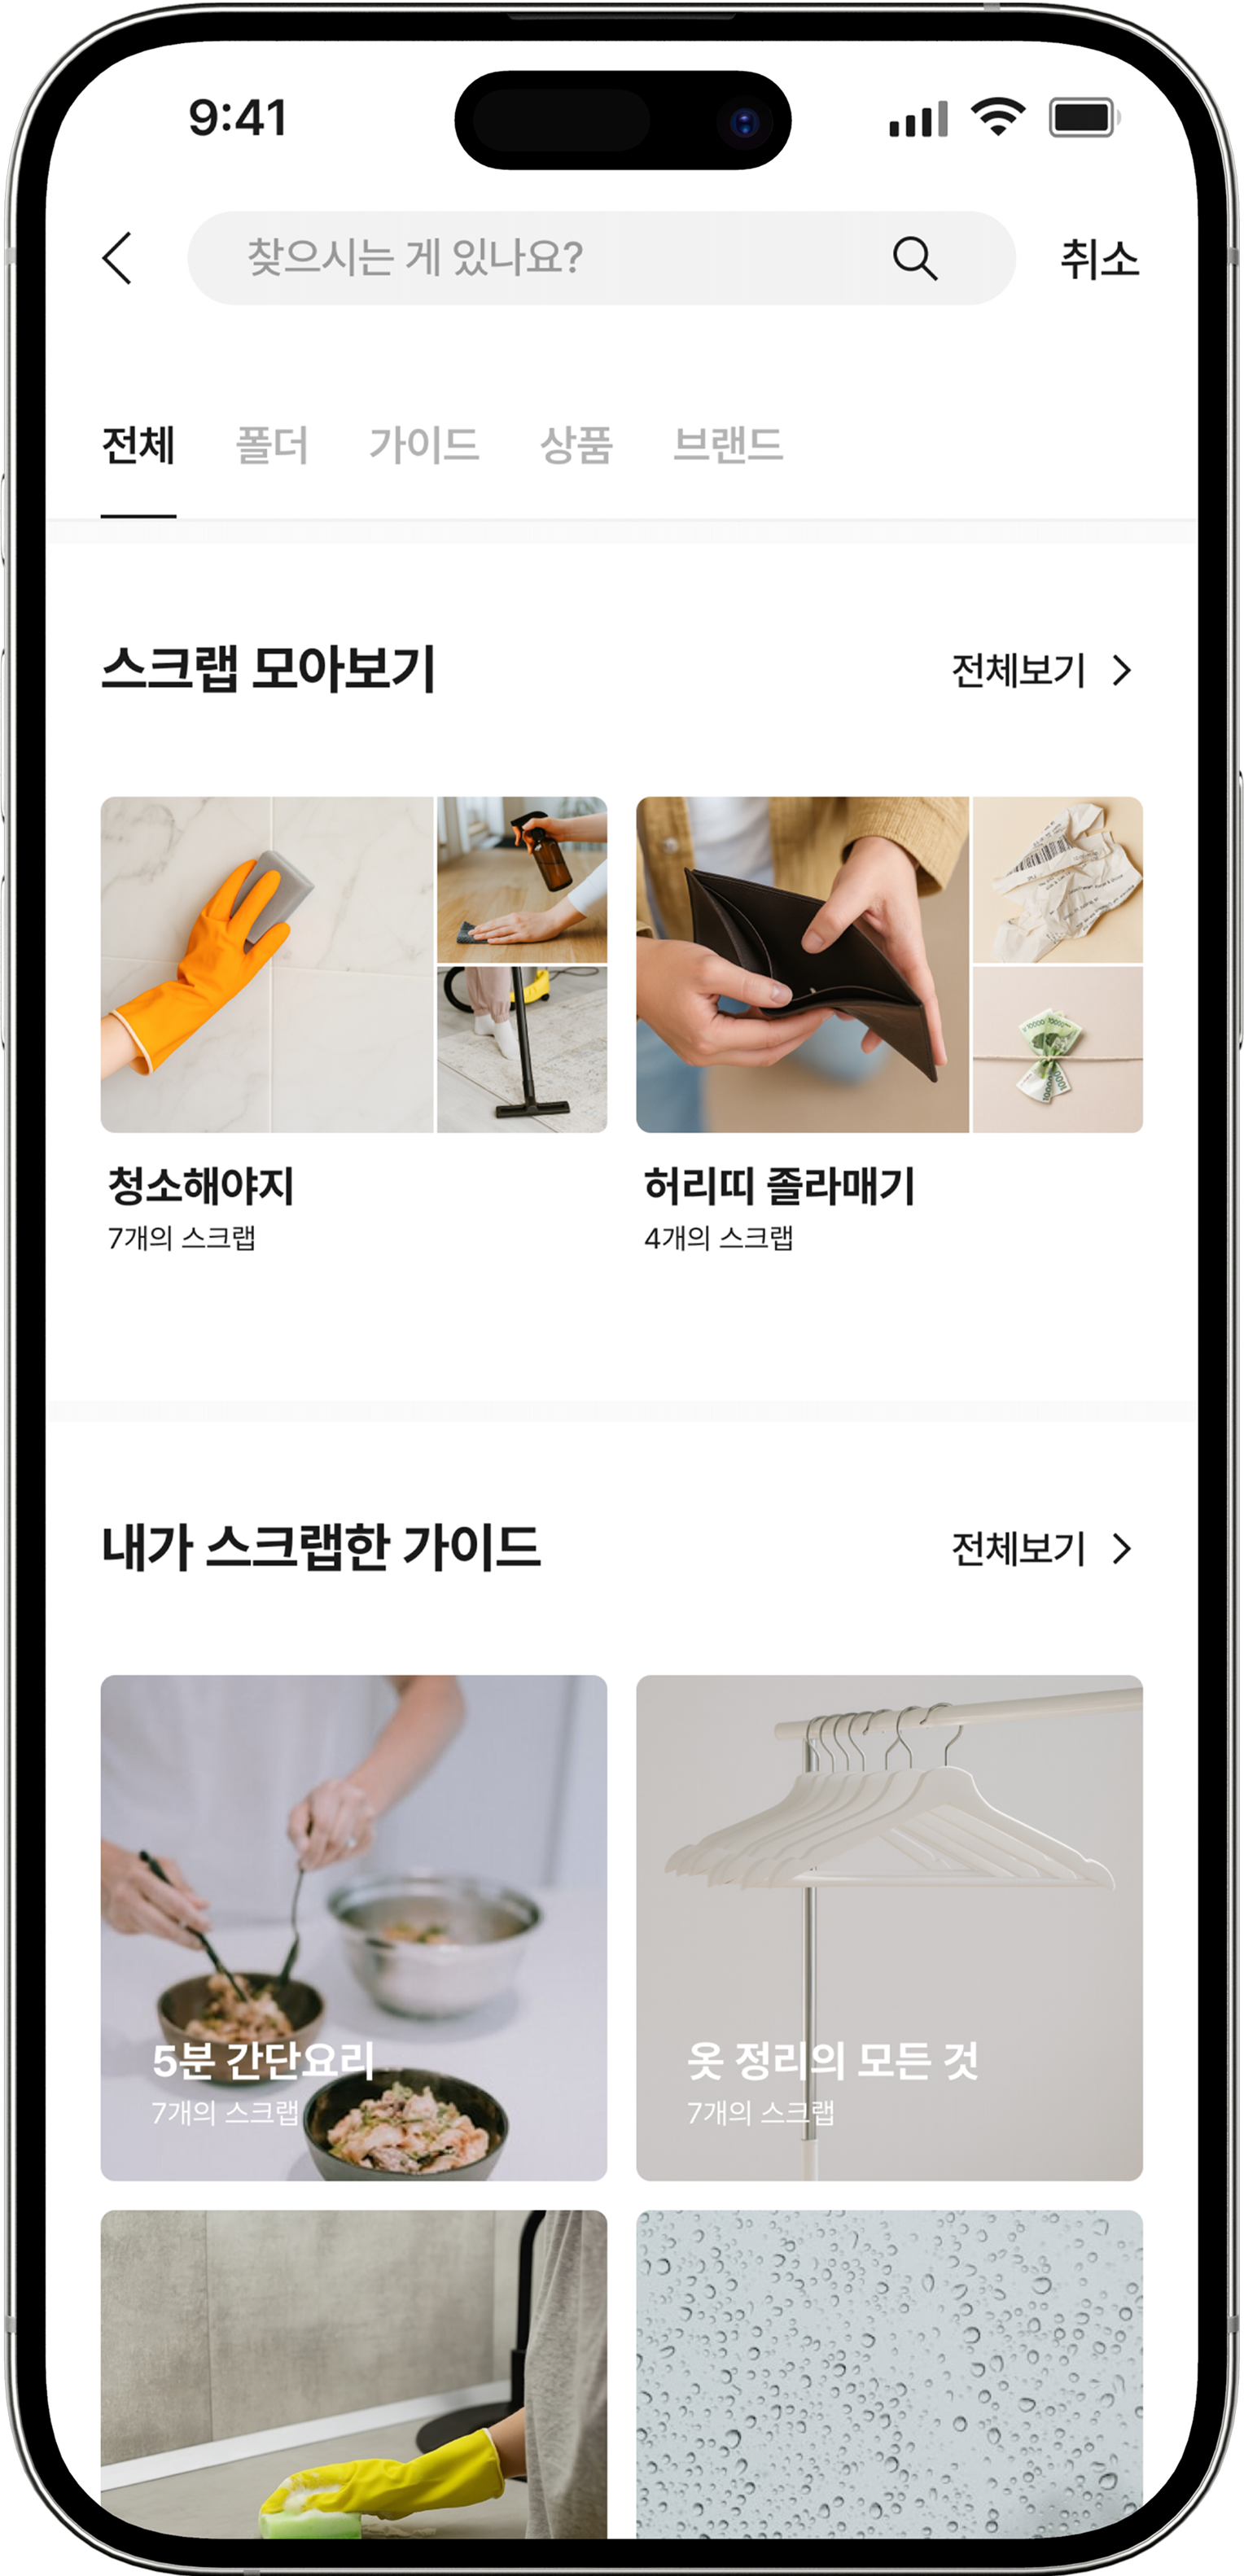 9:41
찾으시는 게 있나요?
취소
전체 폴더 가이드 상품 브랜드
스크랩 모아보기
전체보기
청소해야지
7개의 스크랩
허리띠 졸라매기
4개의 스크랩
내가 스크랩한 가이드
전체보기
5분 간단요리
7개의 스크랩
옷 정리의 모든 것
7개의 스크랩